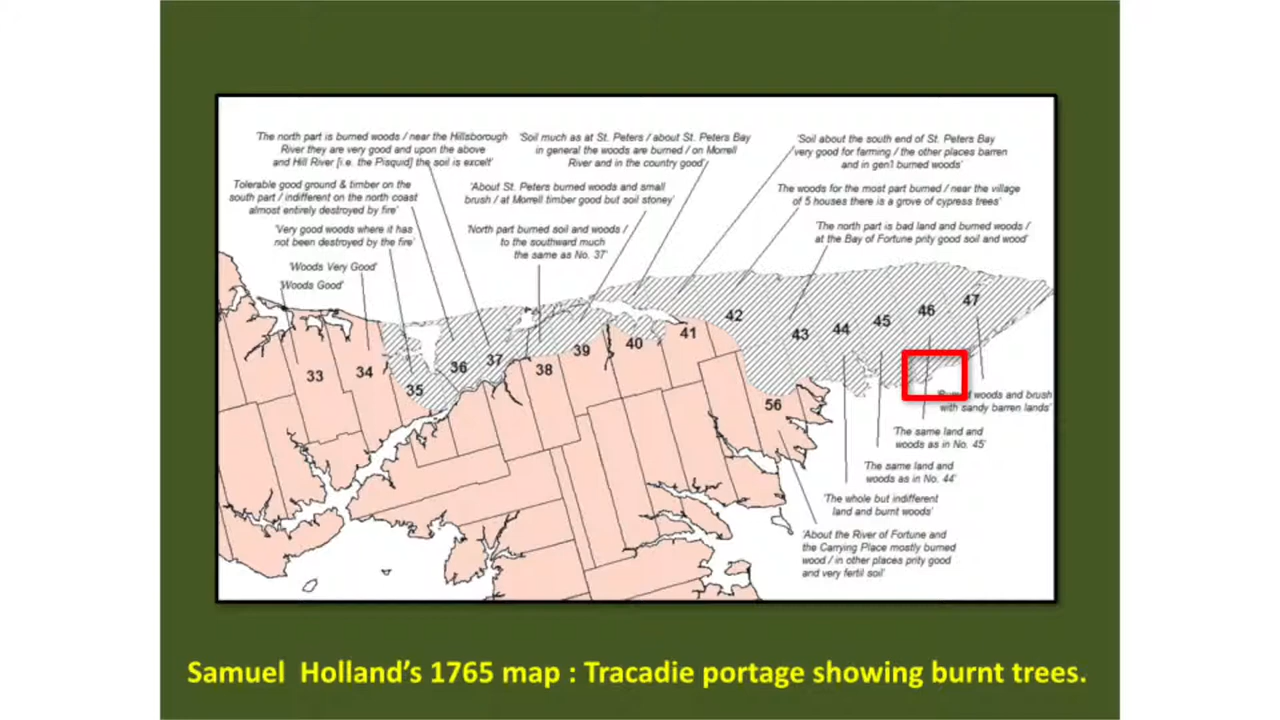 'The north part is burned woods / near the Hillsborough
River they are very good and upon the above
and Hill River [i.e. the Pisquid] the soil is excelt'
'Soil much as at St. Peters / about St. Peters Bay
in general the woods are burned / on Morrell
River and in the country good'
'Soil about the south end of St. Peters Bay
very good for farming / the other places barren
and in gen'l burned woods'
Tolerable good ground & timber on the
south part / indifferent on the north coast
almost entirely destroyed by fire'
'About St. Peters burned woods and small
brush / at Morrell timber good but soil stoney'
The woods for the most part burned / near the village
of 5 houses there is a grove of cypress trees'
'Very good woods where it has
not been destroyed by the fire'
'North part burned soil and woods /
to the southward much
the same as No. 37'
'The north part is bad land and burned woods /
at the Bay of Fortune prity good soil and wood'
'Woods Very Good'
'Woods Good'
33
34
35
36
37
38
39
40
41
42
43
44
45
46
47
56
woods and brush
with sandy barren lands'
'The same land and
woods as in No. 45'
'The same land and
woods as in No. 44'
'The whole but indifferent
land and burnt woods'
'About the River of Fortune and
the Carrying Place mostly burned
wood / in other places prity good
and very fertil soil'
Samuel Holland's 1765 map : Tracadie portage showing burnt trees.